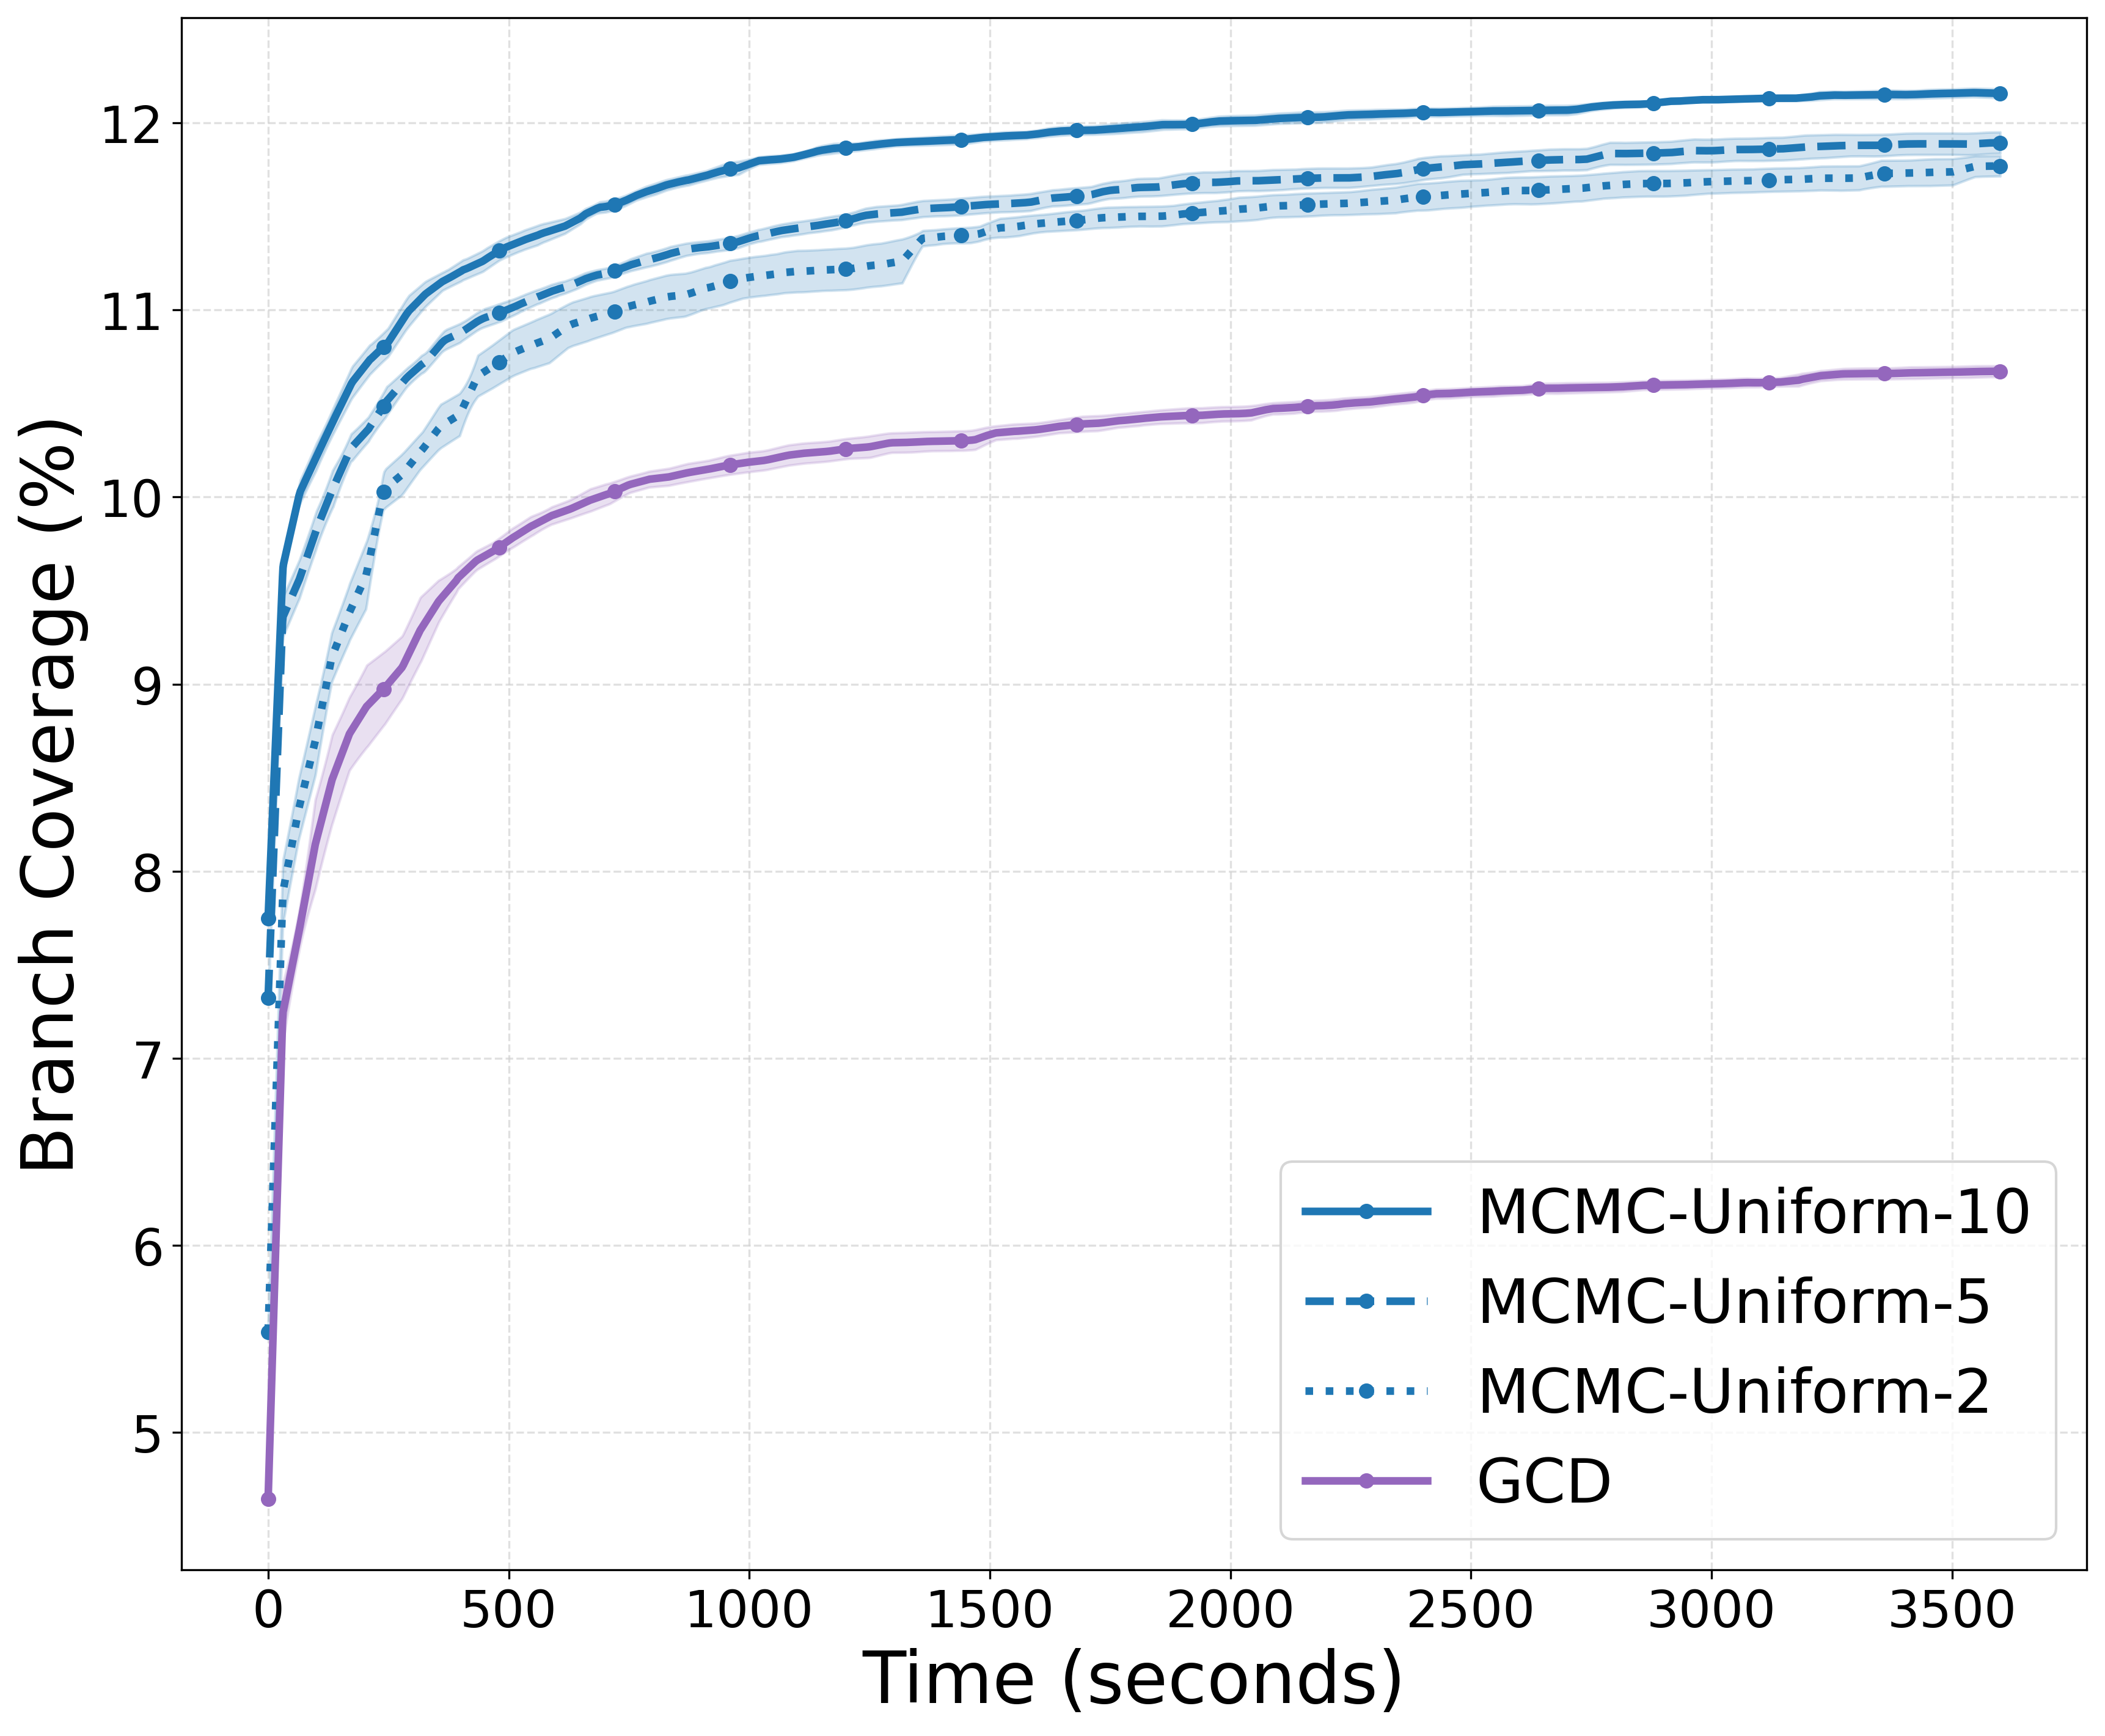 Branch Coverage (%)
12
11
10
9
8
7
6
5
0 500 1000 1500 2000 2500 3000 3500
Time (seconds)
MCMC-Uniform-10
MCMC-Uniform-5
MCMC-Uniform-2
GCD